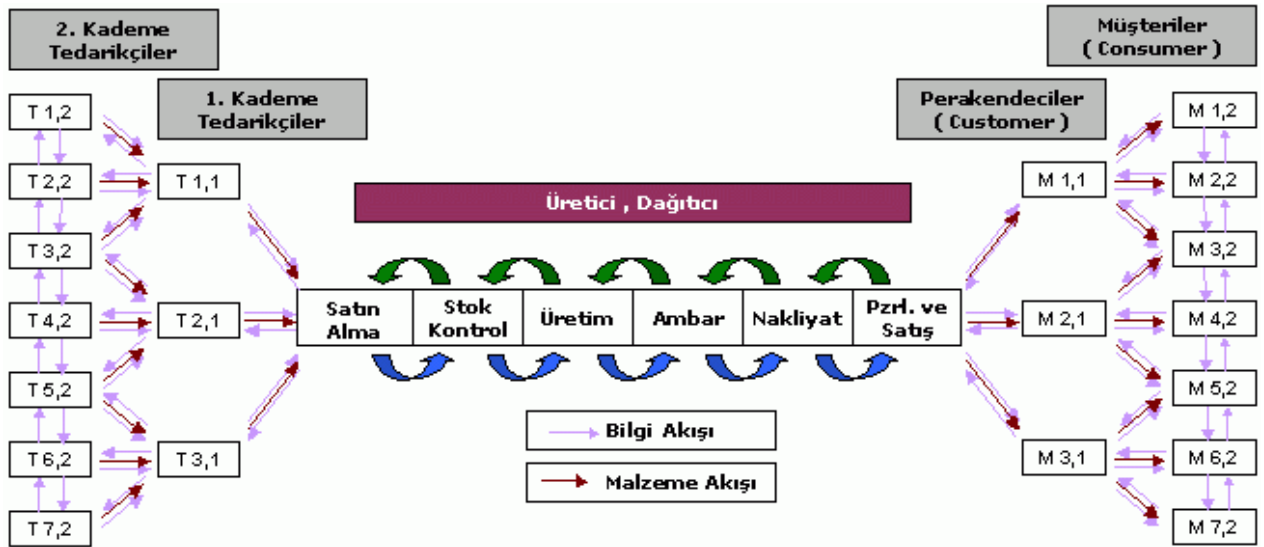 2. Kademe
Tedarikçiler
1. Kademe
Tedarikçiler
T 1,2
T 2,2
T 3,2
T 4,2
T 5,2
T 6,2
T 7,2
T 1,1
T 2,1
T 3,1
Üretici , Dağıtıcı
Satın
Alma
Stok
Kontrol
Üretim
Ambar
Nakliyat
Pzrl. ve
Satış
Bilgi Akışı
Malzeme Akışı
Perakendeciler
( Customer )
Müşteriler
( Consumer )
M 1,1
M 2,1
M 3,1
M 1,2
M 2,2
M 3,2
M 4,2
M 5,2
M 6,2
M 7,2